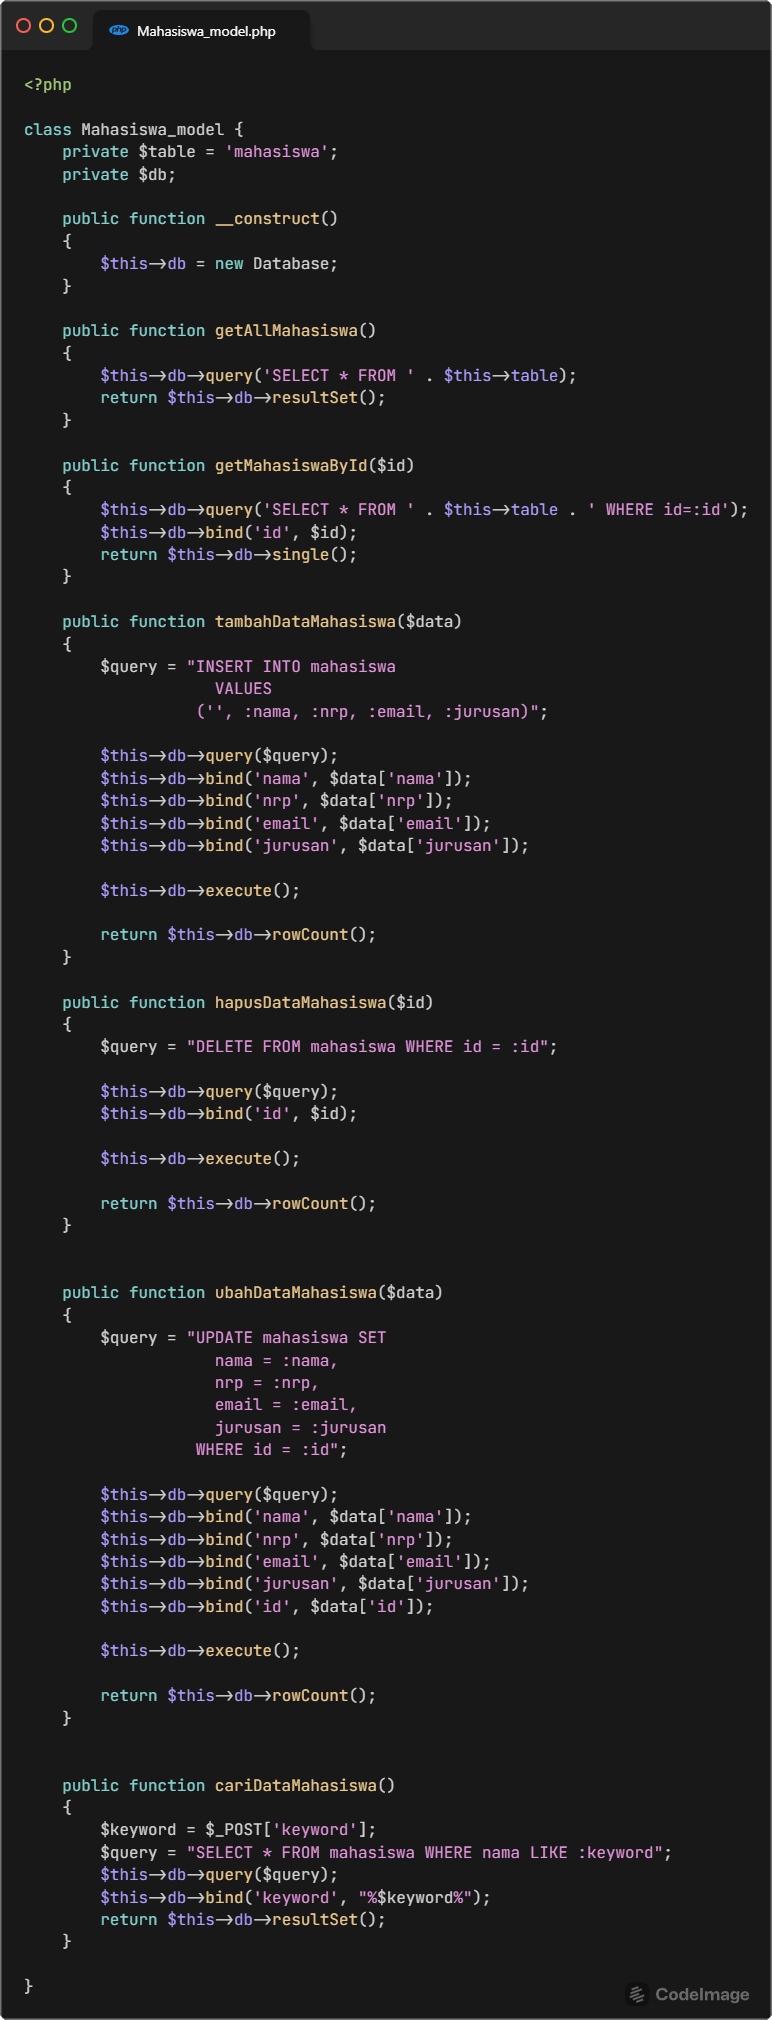 php Mahasiswa_model.php
<?php
class Mahasiswa_model {
    private $table = 'mahasiswa';
    private $db;
    public function __construct()
    {
        $this->db = new Database;
    }
    public function getAllMahasiswa()
    {
        $this->db->query('SELECT * FROM ' . $this->table);
        return $this->db->resultSet();
    }
    public function getMahasiswaById($id)
    {
        $this->db->query('SELECT * FROM ' . $this->table . ' WHERE id=:id');
        $this->db->bind('id', $id);
        return $this->db->single();
    }
    public function tambahDataMahasiswa($data)
    {
        $query = "INSERT INTO mahasiswa
                    VALUES
                  ('', :nama, :nrp, :email, :jurusan)";
        $this->db->query($query);
        $this->db->bind('nama', $data['nama']);
        $this->db->bind('nrp', $data['nrp']);
        $this->db->bind('email', $data['email']);
        $this->db->bind('jurusan', $data['jurusan']);
        $this->db->execute();
        return $this->db->rowCount();
    }
    public function hapusDataMahasiswa($id)
    {
        $query = "DELETE FROM mahasiswa WHERE id = :id";
        $this->db->query($query);
        $this->db->bind('id', $id);
        $this->db->execute();
        return $this->db->rowCount();
    }
    public function ubahDataMahasiswa($data)
    {
        $query = "UPDATE mahasiswa SET
                    nama = :nama,
                    nrp = :nrp,
                    email = :email,
                    jurusan = :jurusan
                  WHERE id = :id";
        $this->db->query($query);
        $this->db->bind('nama', $data['nama']);
        $this->db->bind('nrp', $data['nrp']);
        $this->db->bind('email', $data['email']);
        $this->db->bind('jurusan', $data['jurusan']);
        $this->db->bind('id', $data['id']);
        $this->db->execute();
        return $this->db->rowCount();
    }
    public function cariDataMahasiswa()
    {
        $keyword = $_POST['keyword'];
        $query = "SELECT * FROM mahasiswa WHERE nama LIKE :keyword";
        $this->db->query($query);
        $this->db->bind('keyword', "%$keyword%");
        return $this->db->resultSet();
    }
}
CodeImage